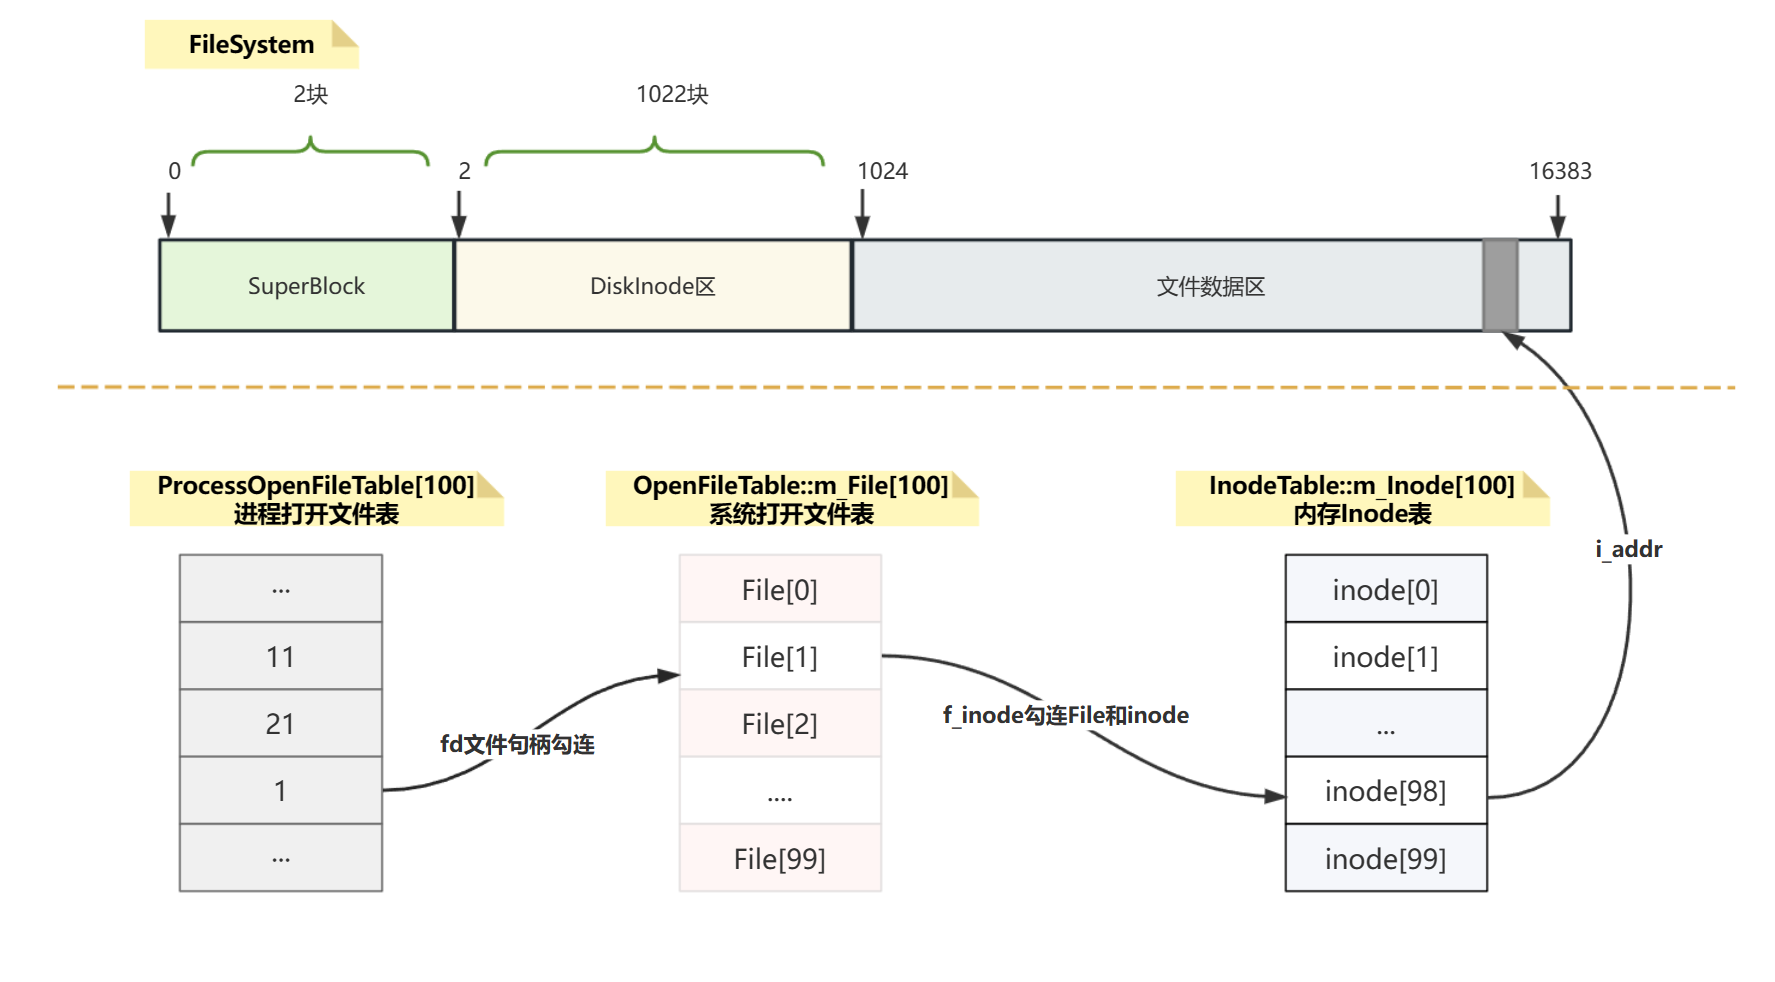 FileSystem
2块
1022块
0
2
1024
16383
SuperBlock
DiskInode区
文件数据区
ProcessOpenFileTable[100]
进程打开文件表
OpenFileTable::m_File[100]
系统打开文件表
InodeTable::m_Inode[100]
内存Inode表
...
11
21
1
...
fd文件句柄勾连
File[0]
File[1]
File[2]
....
File[99]
f_inode勾连File和inode
inode[0]
inode[1]
...
inode[98]
inode[99]
i_addr